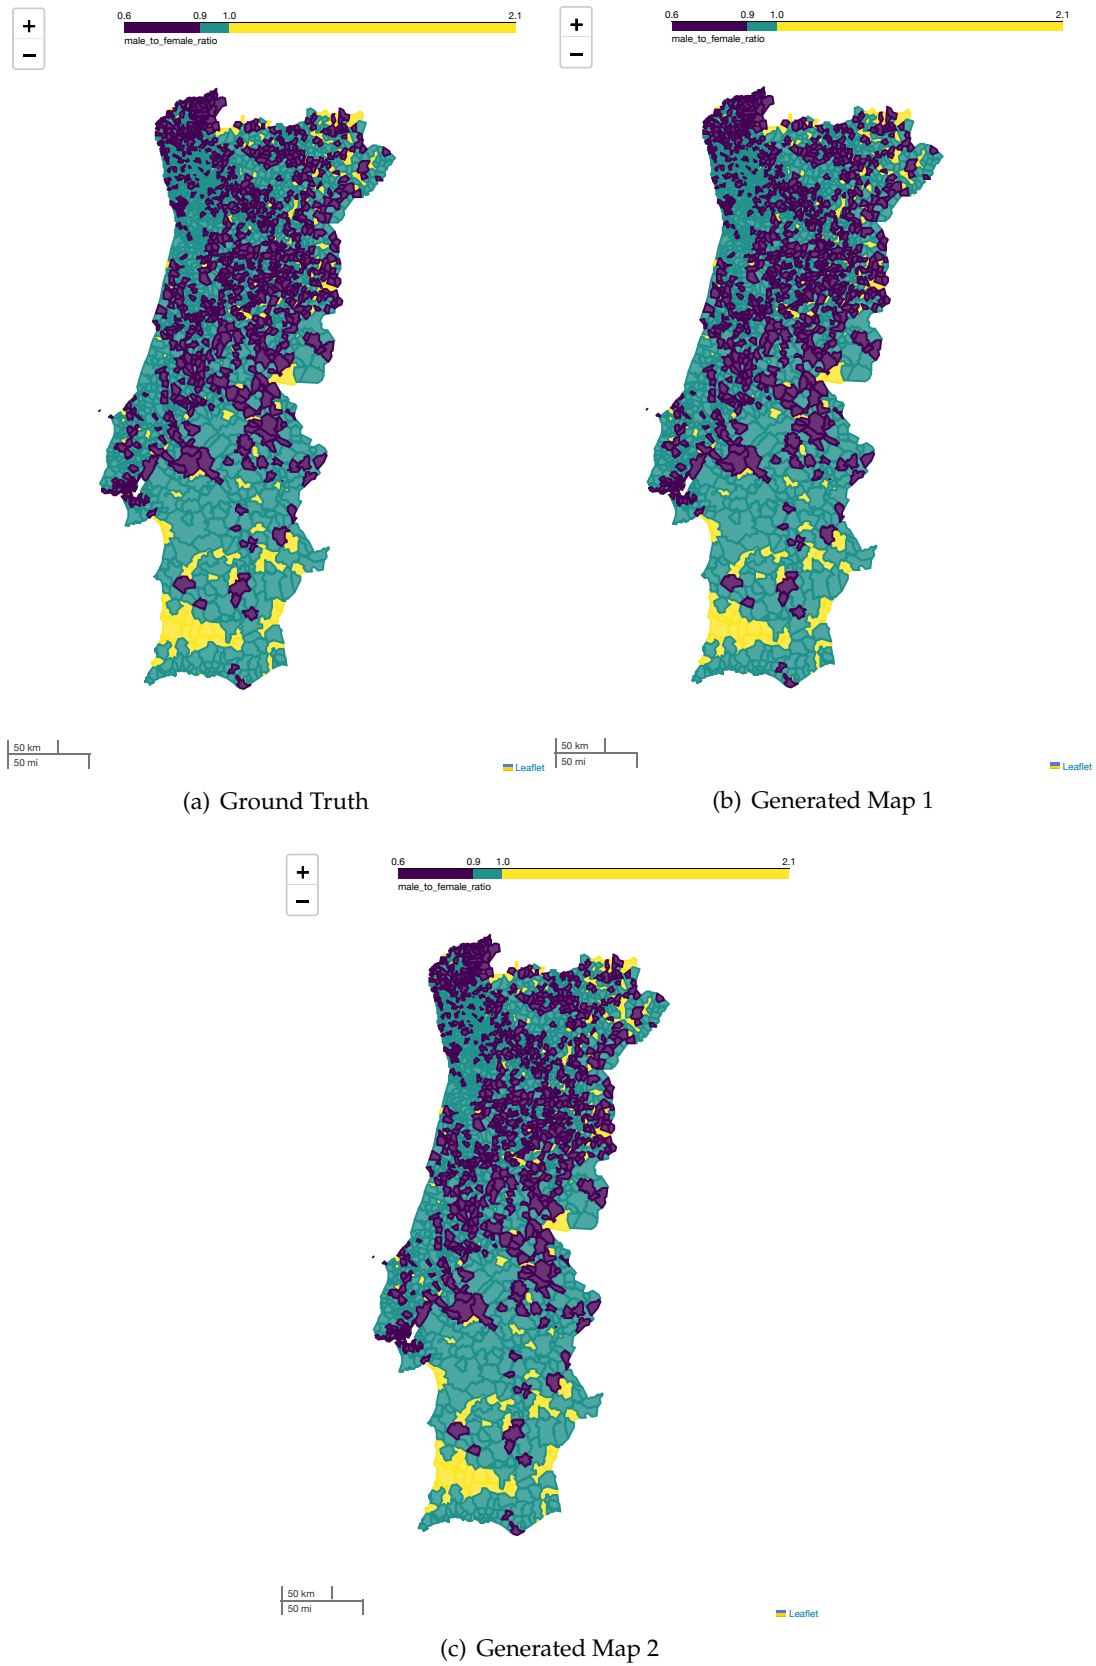 +
−
0.6 0.9 1.0 2.1
male_to_female_ratio
50 km
50 mi
Leaflet
(a) Ground Truth
+
−
0.6 0.9 1.0 2.1
male_to_female_ratio
50 km
50 mi
Leaflet
(b) Generated Map 1
+
−
0.6 0.9 1.0 2.1
male_to_female_ratio
50 km
50 mi
Leaflet
(c) Generated Map 2